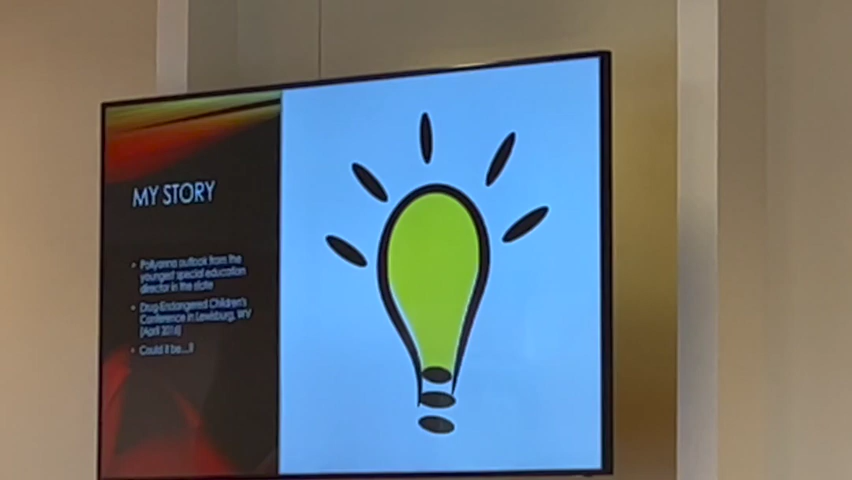 MY STORY
Pollyanna outlook from the
youngest special education
director in the state
Drug Endangered Children's
Conference in Lewisburg, WV
(April 2016)
Could it be...?